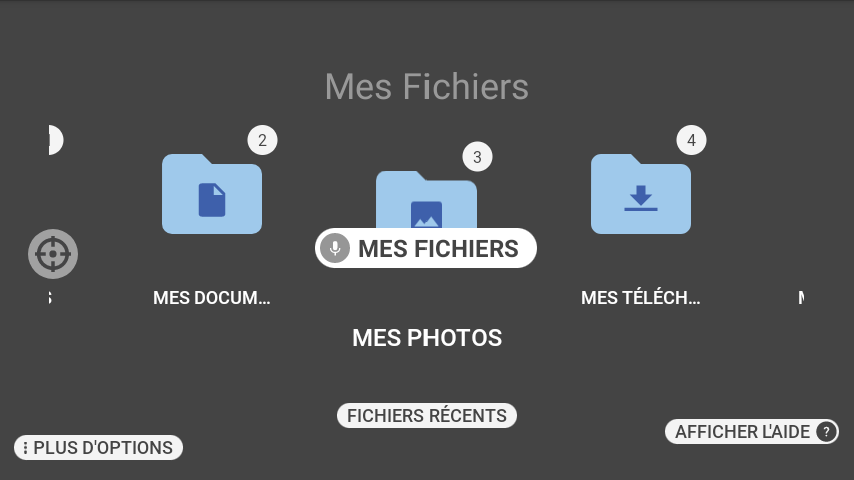 Mes Fichiers
2
3
4
MES FICHIERS
MES DOCUM...
MES TÉLÉCH...
MES PHOTOS
FICHIERS RÉCENTS
AFFICHER L'AIDE ?
PLUS D'OPTIONS